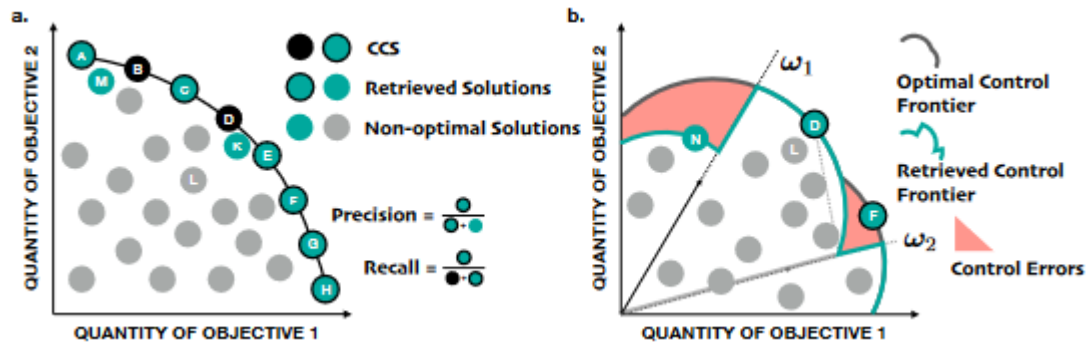 a.
QUANTITY OF OBJECTIVE 2
A
M
B
C
D
K
E
L
F
G
H
CCS
Retrieved Solutions
Non-optimal Solutions
Precision =
+
Recall =
+
QUANTITY OF OBJECTIVE 1
b.
QUANTITY OF OBJECTIVE 2
ω1
N
D
L
F
ω2
Optimal Control
Frontier
Retrieved Control
Frontier
Control Errors
QUANTITY OF OBJECTIVE 1